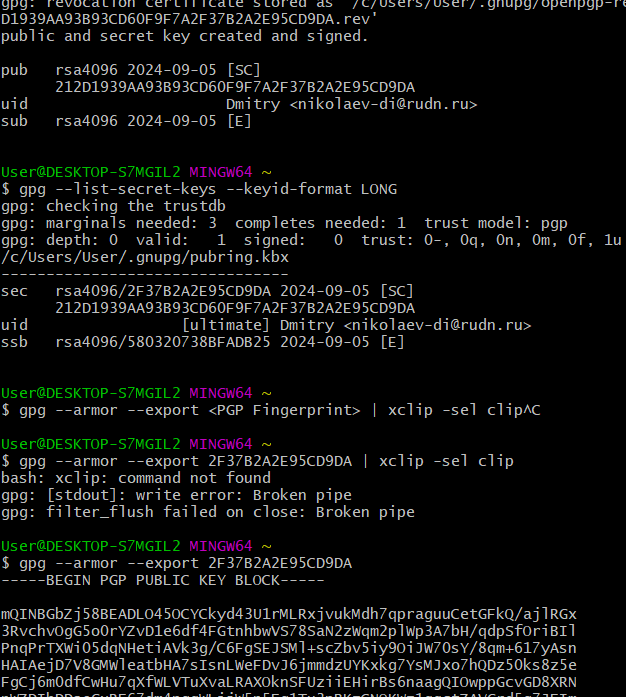 gpg: revocation certificate stored as '/c/Users/User/.gnupg/openpgp-re
D1939AA93B93CD60F9F7A2F37B2A2E95CD9DA.rev'
public and secret key created and signed.
pub   rsa4096 2024-09-05 [SC]
      212D1939AA93B93CD60F9F7A2F37B2A2E95CD9DA
uid                      Dmitry <nikolaev-di@rudn.ru>
sub   rsa4096 2024-09-05 [E]
User@DESKTOP-S7MGIL2 MINGW64 ~
$ gpg --list-secret-keys --keyid-format LONG
gpg: checking the trustdb
gpg: marginals needed: 3  completes needed: 1  trust model: pgp
gpg: depth: 0  valid:   1  signed:   0  trust: 0-, 0q, 0n, 0m, 0f, 1u
/c/Users/User/.gnupg/pubring.kbx
--------------------------------
sec   rsa4096/2F37B2A2E95CD9DA 2024-09-05 [SC]
      212D1939AA93B93CD60F9F7A2F37B2A2E95CD9DA
uid                 [ultimate] Dmitry <nikolaev-di@rudn.ru>
ssb   rsa4096/580320738BFADB25 2024-09-05 [E]
User@DESKTOP-S7MGIL2 MINGW64 ~
$ gpg --armor --export <PGP Fingerprint> | xclip -sel clip^C
User@DESKTOP-S7MGIL2 MINGW64 ~
$ gpg --armor --export 2F37B2A2E95CD9DA | xclip -sel clip
bash: xclip: command not found
gpg: [stdout]: write error: Broken pipe
gpg: filter_flush failed on close: Broken pipe
User@DESKTOP-S7MGIL2 MINGW64 ~
$ gpg --armor --export 2F37B2A2E95CD9DA
-----BEGIN PGP PUBLIC KEY BLOCK-----
mQINBGbZj58BEADLO45OCYCkyd43U1rMLRxjvukMdh7qpraguuCetGFkQ/ajlRGx
3RvchvOgG5o0rYZvD1e6df4FGtnhbwVS78SaN2zWqm2plWp3A7bH/qdpSfOriBIl
PnqPrTXWiO5dqNHetiAVk3g/C6FgSEJSMl+scZbv5iy9OiJW7OsY/8qm+617yAsn
HAIAejD7V8GMWleatbHA7sIsnLWeFDvJ6jmmdzUYKxkg7YsMJxo7hQDz5Oks8z5e
FgCj6m0dfCwHu7qXfWLVTuXvaLRAXOknSFUziiEHirBs6naagQIOwppGcvGD8XRN